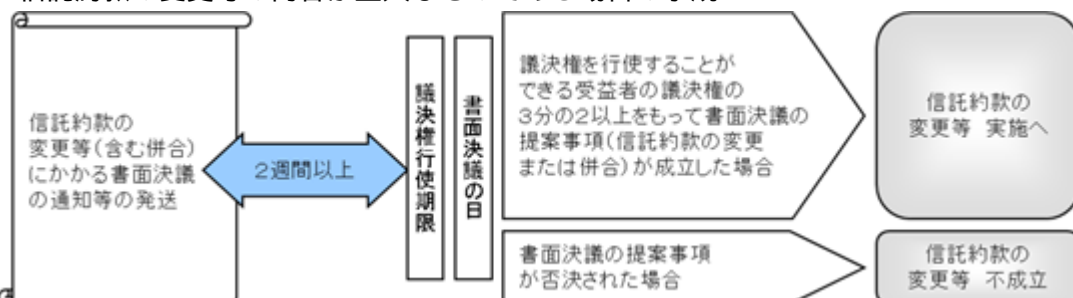 信託約款の
変更等(含む併合)
にかかる書面決議
の通知等の発送
2週間以上
議決権行使期限
書面決議の日
議決権を行使することが
できる受益者の議決権の
3分の2以上をもって書面決議の
提案事項(信託約款の変更
または併合)が成立した場合
信託約款の
変更等 実施へ
書面決議の提案事項
が否決された場合
信託約款の
変更等 不成立